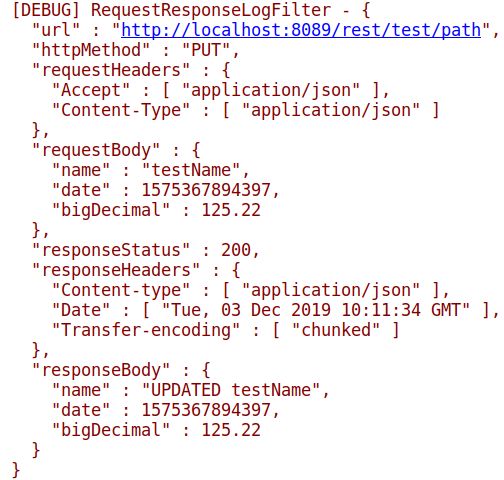 [DEBUG] RequestResponseLogFilter - {
  "url" : "http://localhost:8089/rest/test/path",
  "httpMethod" : "PUT",
  "requestHeaders" : {
    "Accept" : [ "application/json" ],
    "Content-Type" : [ "application/json" ]
  },
  "requestBody" : {
    "name" : "testName",
    "date" : 1575367894397,
    "bigDecimal" : 125.22
  },
  "responseStatus" : 200,
  "responseHeaders" : {
    "Content-type" : [ "application/json" ],
    "Date" : [ "Tue, 03 Dec 2019 10:11:34 GMT" ],
    "Transfer-encoding" : [ "chunked" ]
  },
  "responseBody" : {
    "name" : "UPDATED testName",
    "date" : 1575367894397,
    "bigDecimal" : 125.22
  }
}